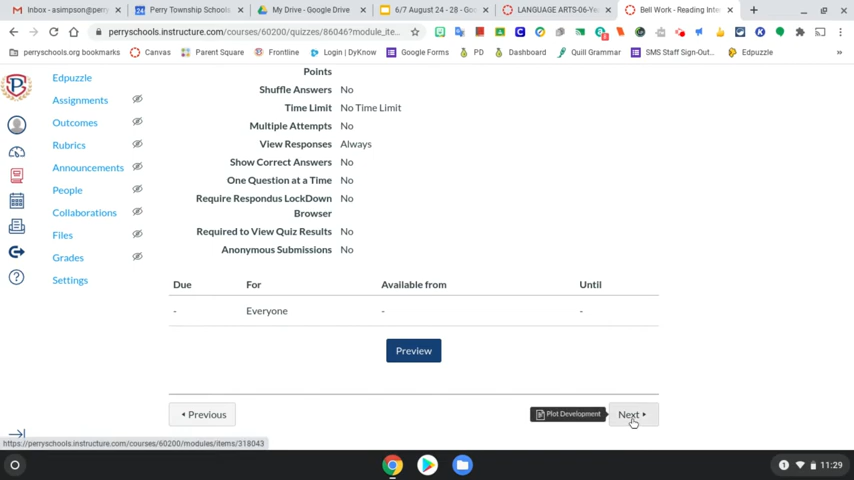 Inbox - asimpson@perry
Perry Township Schools
My Drive - Google Drive
6/7 August 24 - 28 - Goo
LANGUAGE ARTS-06-Yea
Bell Work - Reading Inter
perryschools.instructure.com/courses/60200/quizzes/86046?module_ite...
perryschools.org bookmarks
Canvas
Parent Square
Frontline
Login | DyKnow
Google Forms
Dashboard
Quill Grammar
SMS Staff Sign-Out...
Edpuzzle
PD
Edpuzzle
Assignments
Outcomes
Rubrics
Announcements
People
Collaborations
Files
Grades
Settings
Points
Shuffle Answers No
Time Limit No Time Limit
Multiple Attempts No
View Responses Always
Show Correct Answers No
One Question at a Time No
Require Respondus LockDown No
Browser
Required to View Quiz Results No
Anonymous Submissions No
Due For Available from Until
- Everyone - -
Preview
Previous
Plot Development
Next
https://perryschools.instructure.com/courses/60200/modules/items/318043
1
11:29